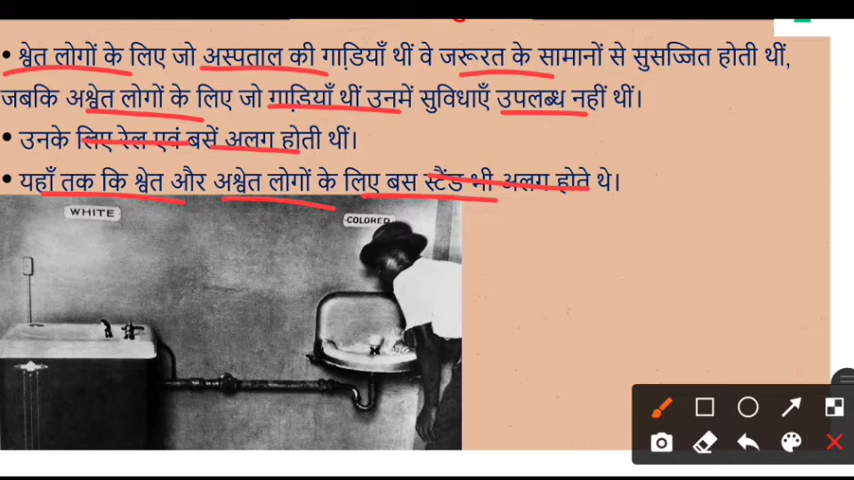 • श्वेत लोगों के लिए जो अस्पताल की गाड़ियाँ थीं वे जरूरत के सामानों से सुसज्जित होती थीं,
जबकि अश्वेत लोगों के लिए जो गाड़ियाँ थीं उनमें सुविधाएँ उपलब्ध नहीं थीं।
• उनके लिए रेल एवं बसें अलग होती थीं।
• यहाँ तक कि श्वेत और अश्वेत लोगों के लिए बस स्टैंड भी अलग होते थे।
WHITE
COLORED